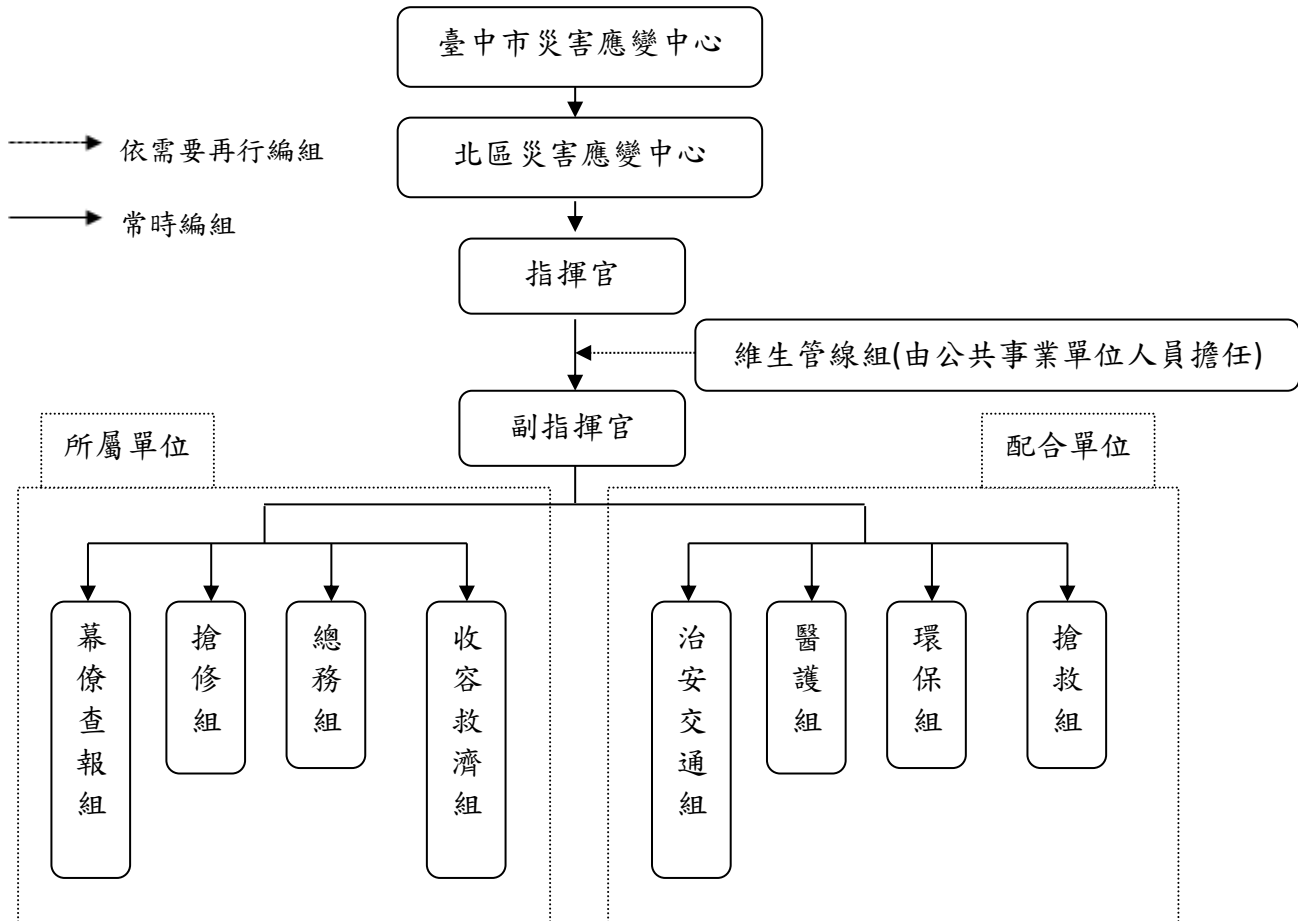 臺中市災害應變中心
北區災害應變中心
依需要再行編組
常時編組
指揮官
維生管線組(由公共事業單位人員擔任)
副指揮官
所屬單位
配合單位
幕僚查報組
搶修組
總務組
收容救濟組
治安交通組
醫護組
環保組
搶救組